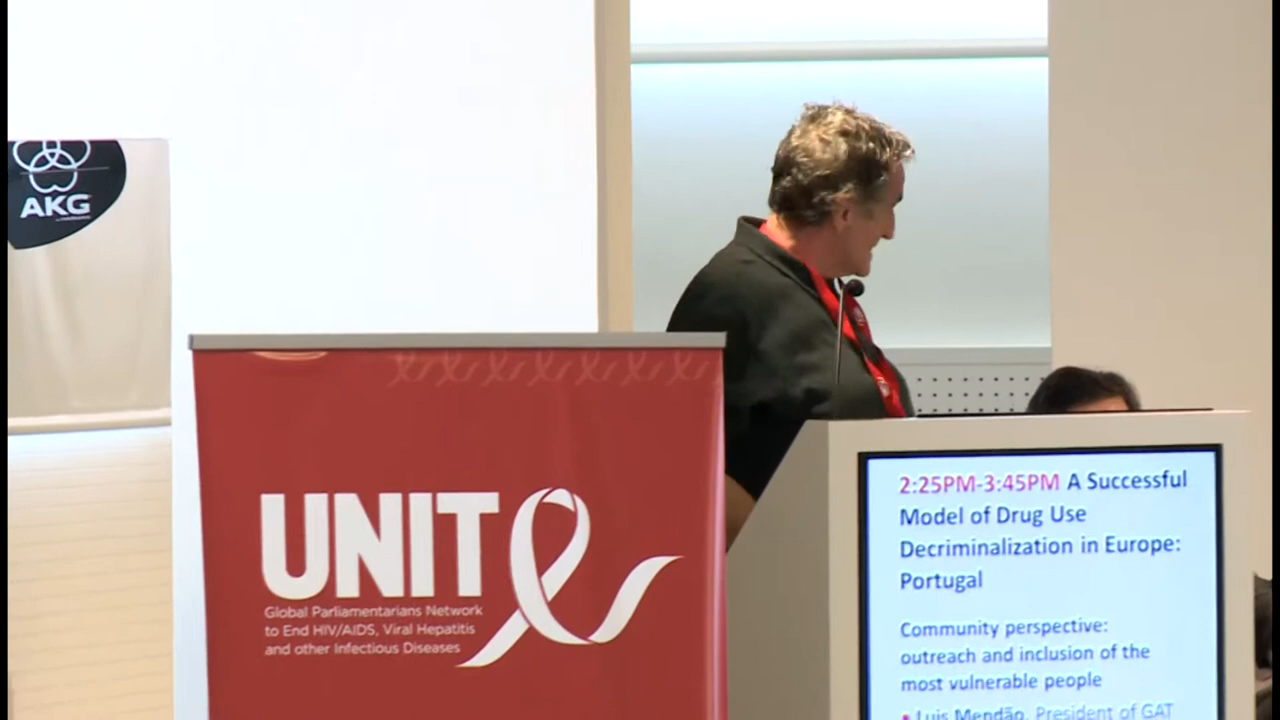 AKG
UNITe
Global Parliamentarians Network
to End HIV/AIDS, Viral Hepatitis
and other Infectious Diseases
2:25PM-3:45PM A Successful
Model of Drug Use
Decriminalization in Europe:
Portugal
Community perspective:
outreach and inclusion of the
most vulnerable people
• Luis Mendão, President of GAT